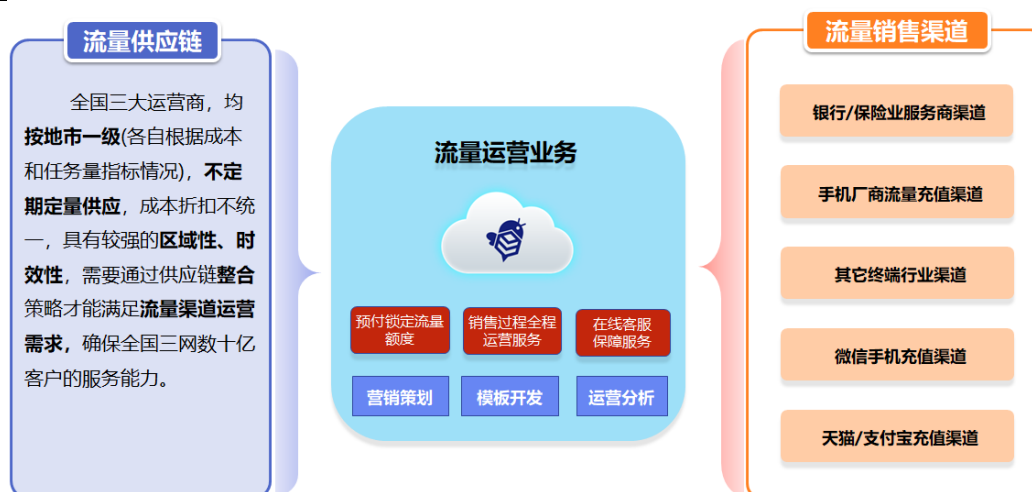 流量供应链
全国三大运营商，均
按地市一级(各自根据成本
和任务量指标情况)，不定
期定量供应，成本折扣不统
一，具有较强的区域性、时
效性，需要通过供应链整合
策略才能满足流量渠道运营
需求，确保全国三网数十亿
客户的服务能力。
流量运营业务
预付锁定流量
额度
销售过程全程
运营服务
在线客服
保障服务
营销策划
模板开发
运营分析
流量销售渠道
银行/保险业服务商渠道
手机厂商流量充值渠道
其它终端行业渠道
微信手机充值渠道
天猫/支付宝充值渠道